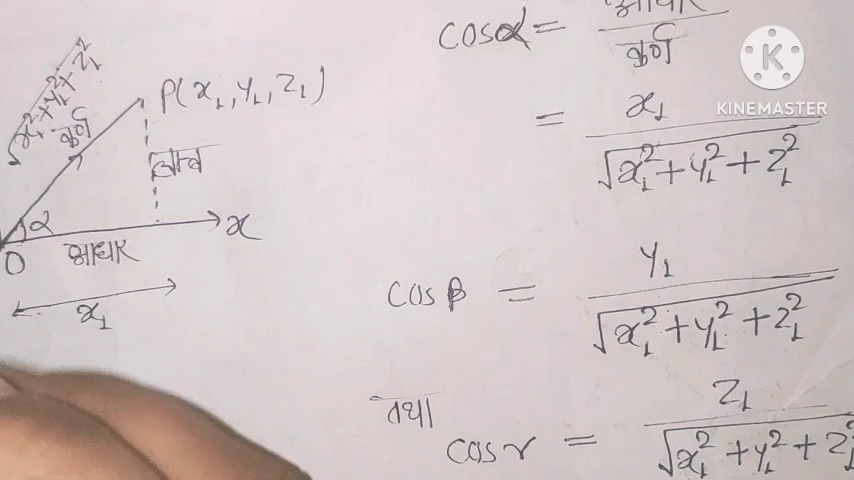 √x₁²+y₁²+z₁²
कर्ण
P(x₁, y₁, z₁)
लम्ब
α
x
O
आधार
x₁
cosα = आधार/कर्ण
= x₁/√x₁²+y₁²+z₁²
cosβ = y₁/√x₁²+y₁²+z₁²
तथा
cosγ = z₁/√x₁²+y₁²+z₁²
K
KINEMASTER